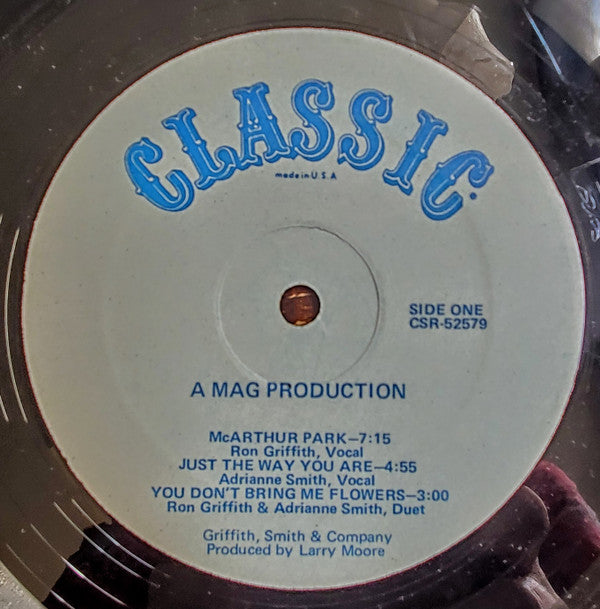 CLASSIC
made in U.S.A
SIDE ONE
CSR-52579
A MAG PRODUCTION
McARTHUR PARK—7:15
Ron Griffith, Vocal
JUST THE WAY YOU ARE—4:55
Adrianne Smith, Vocal
YOU DON'T BRING ME FLOWERS—3:00
Ron Griffith & Adrianne Smith, Duet
Griffith, Smith & Company
Produced by Larry Moore